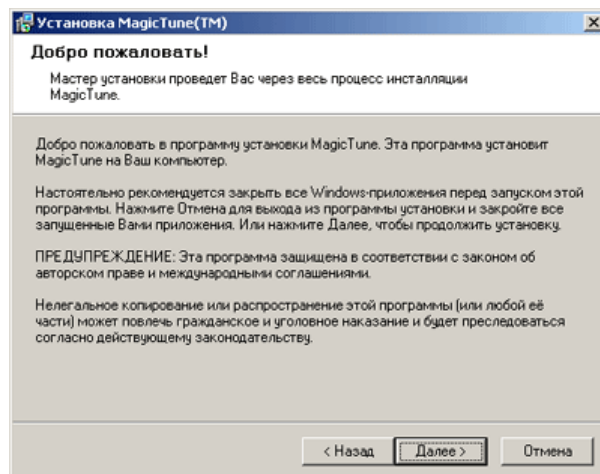 Установка MagicTune(TM)
Добро пожаловать!
Мастер установки проведет Вас через весь процесс инсталляции
MagicTune.
Добро пожаловать в программу установки MagicTune. Эта программа установит
MagicTune на Ваш компьютер.
Настоятельно рекомендуется закрыть все Windows-приложения перед запуском этой
программы. Нажмите Отмена для выхода из программы установки и закройте все
запущенные Вами приложения. Или нажмите Далее, чтобы продолжить установку.
ПРЕДУПРЕЖДЕНИЕ: Эта программа защищена в соответствии с законом об
авторском праве и международными соглашениями.
Нелегальное копирование или распространение этой программы (или любой её
части) может повлечь гражданское и уголовное наказание и будет преследоваться
согласно действующему законодательству.
< Назад Далее > Отмена